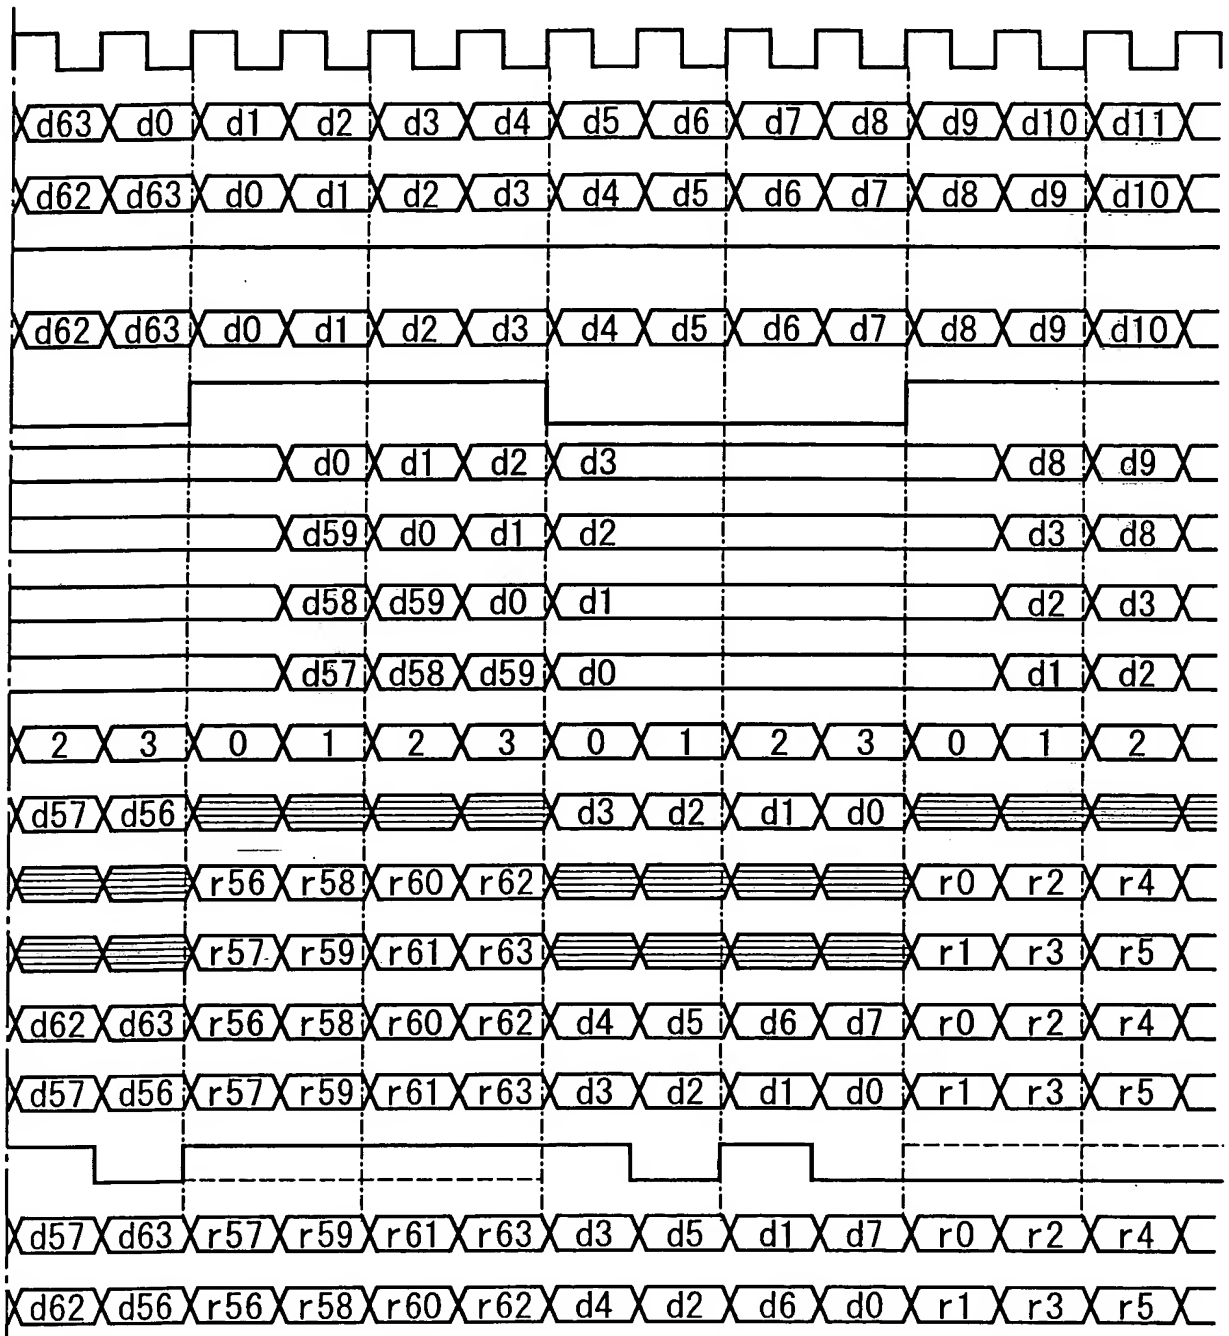 d63 d0 d1 d2 d3 d4 d5 d6 d7 d8 d9 d10 d11
d62 d63 d0 d1 d2 d3 d4 d5 d6 d7 d8 d9 d10
d62 d63 d0 d1 d2 d3 d4 d5 d6 d7 d8 d9 d10
d0 d1 d2 d3 d8 d9
d59 d0 d1 d2 d3 d8
d58 d59 d0 d1 d2 d3
d57 d58 d59 d0 d1 d2
2 3 0 1 2 3 0 1 2 3 0 1 2
d57 d56 d3 d2 d1 d0
r56 r58 r60 r62 r0 r2 r4
r57 r59 r61 r63 r1 r3 r5
d62 d63 r56 r58 r60 r62 d4 d5 d6 d7 r0 r2 r4
d57 d56 r57 r59 r61 r63 d3 d2 d1 d0 r1 r3 r5
d57 d63 r57 r59 r61 r63 d3 d5 d1 d7 r0 r2 r4
d62 d56 r56 r58 r60 r62 d4 d2 d6 d0 r1 r3 r5